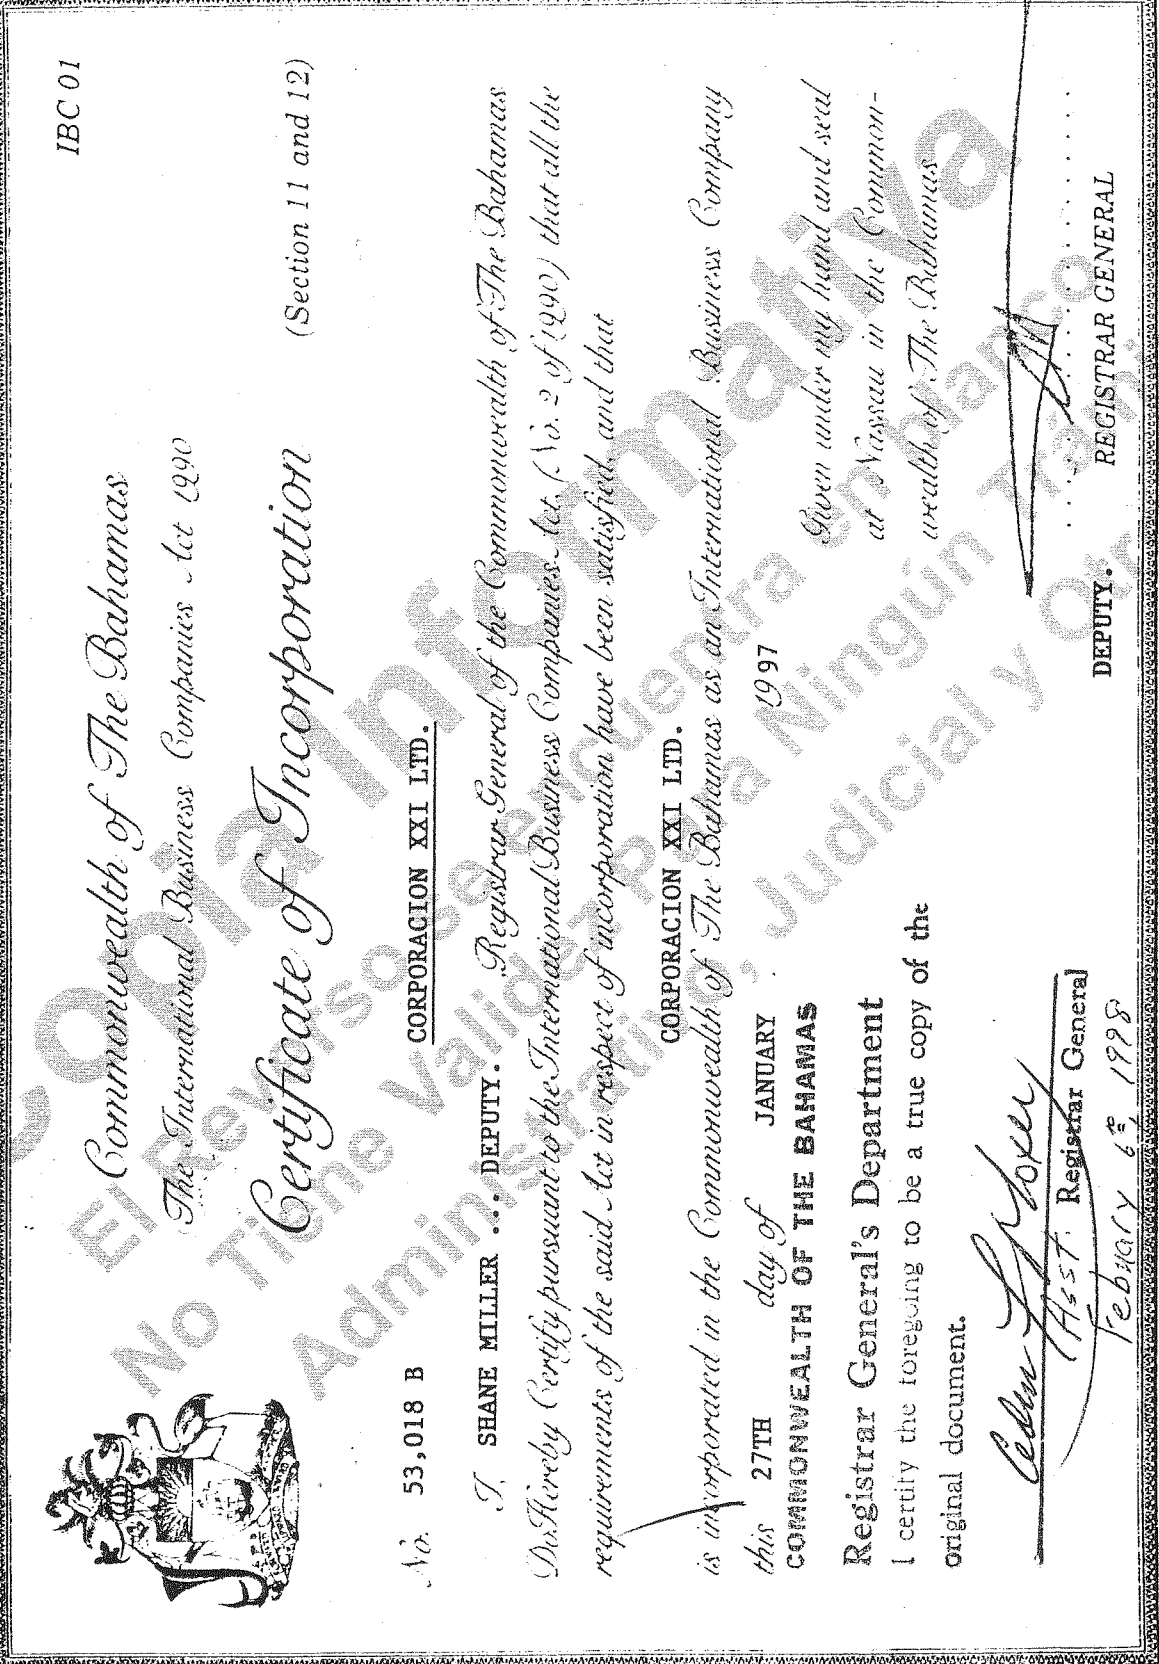 IBC 01
Commonwealth of The Bahamas
The International Business Companies Act 1990
Certificate of Incorporation
(Section 11 and 12)
No. 53,018 B
CORPORACION XXI LTD.
I, SHANE MILLER ... DEPUTY. Registrar General of the Commonwealth of The Bahamas
Do Hereby Certify pursuant to the International Business Companies Act, (No. 2 of 1990) that all the
requirements of the said Act in respect of incorporation have been satisfied, and that
CORPORACION XXI LTD.
is incorporated in the Commonwealth of The Bahamas as an International Business Company
this 27TH day of JANUARY 1997
Given under my hand and seal
at Nassau in the Common-
wealth of The Bahamas
COMMONWEALTH OF THE BAHAMAS
Registrar General's Department
I certify the foregoing to be a true copy of the
original document.
Asst. Registrar General
February 6th, 1998
DEPUTY. REGISTRAR GENERAL
Copia Informativa
El Reverso se encuentra en blanco
No Tiene Validez Para Ningún Trámi
Administrativo, Judicial y Otr